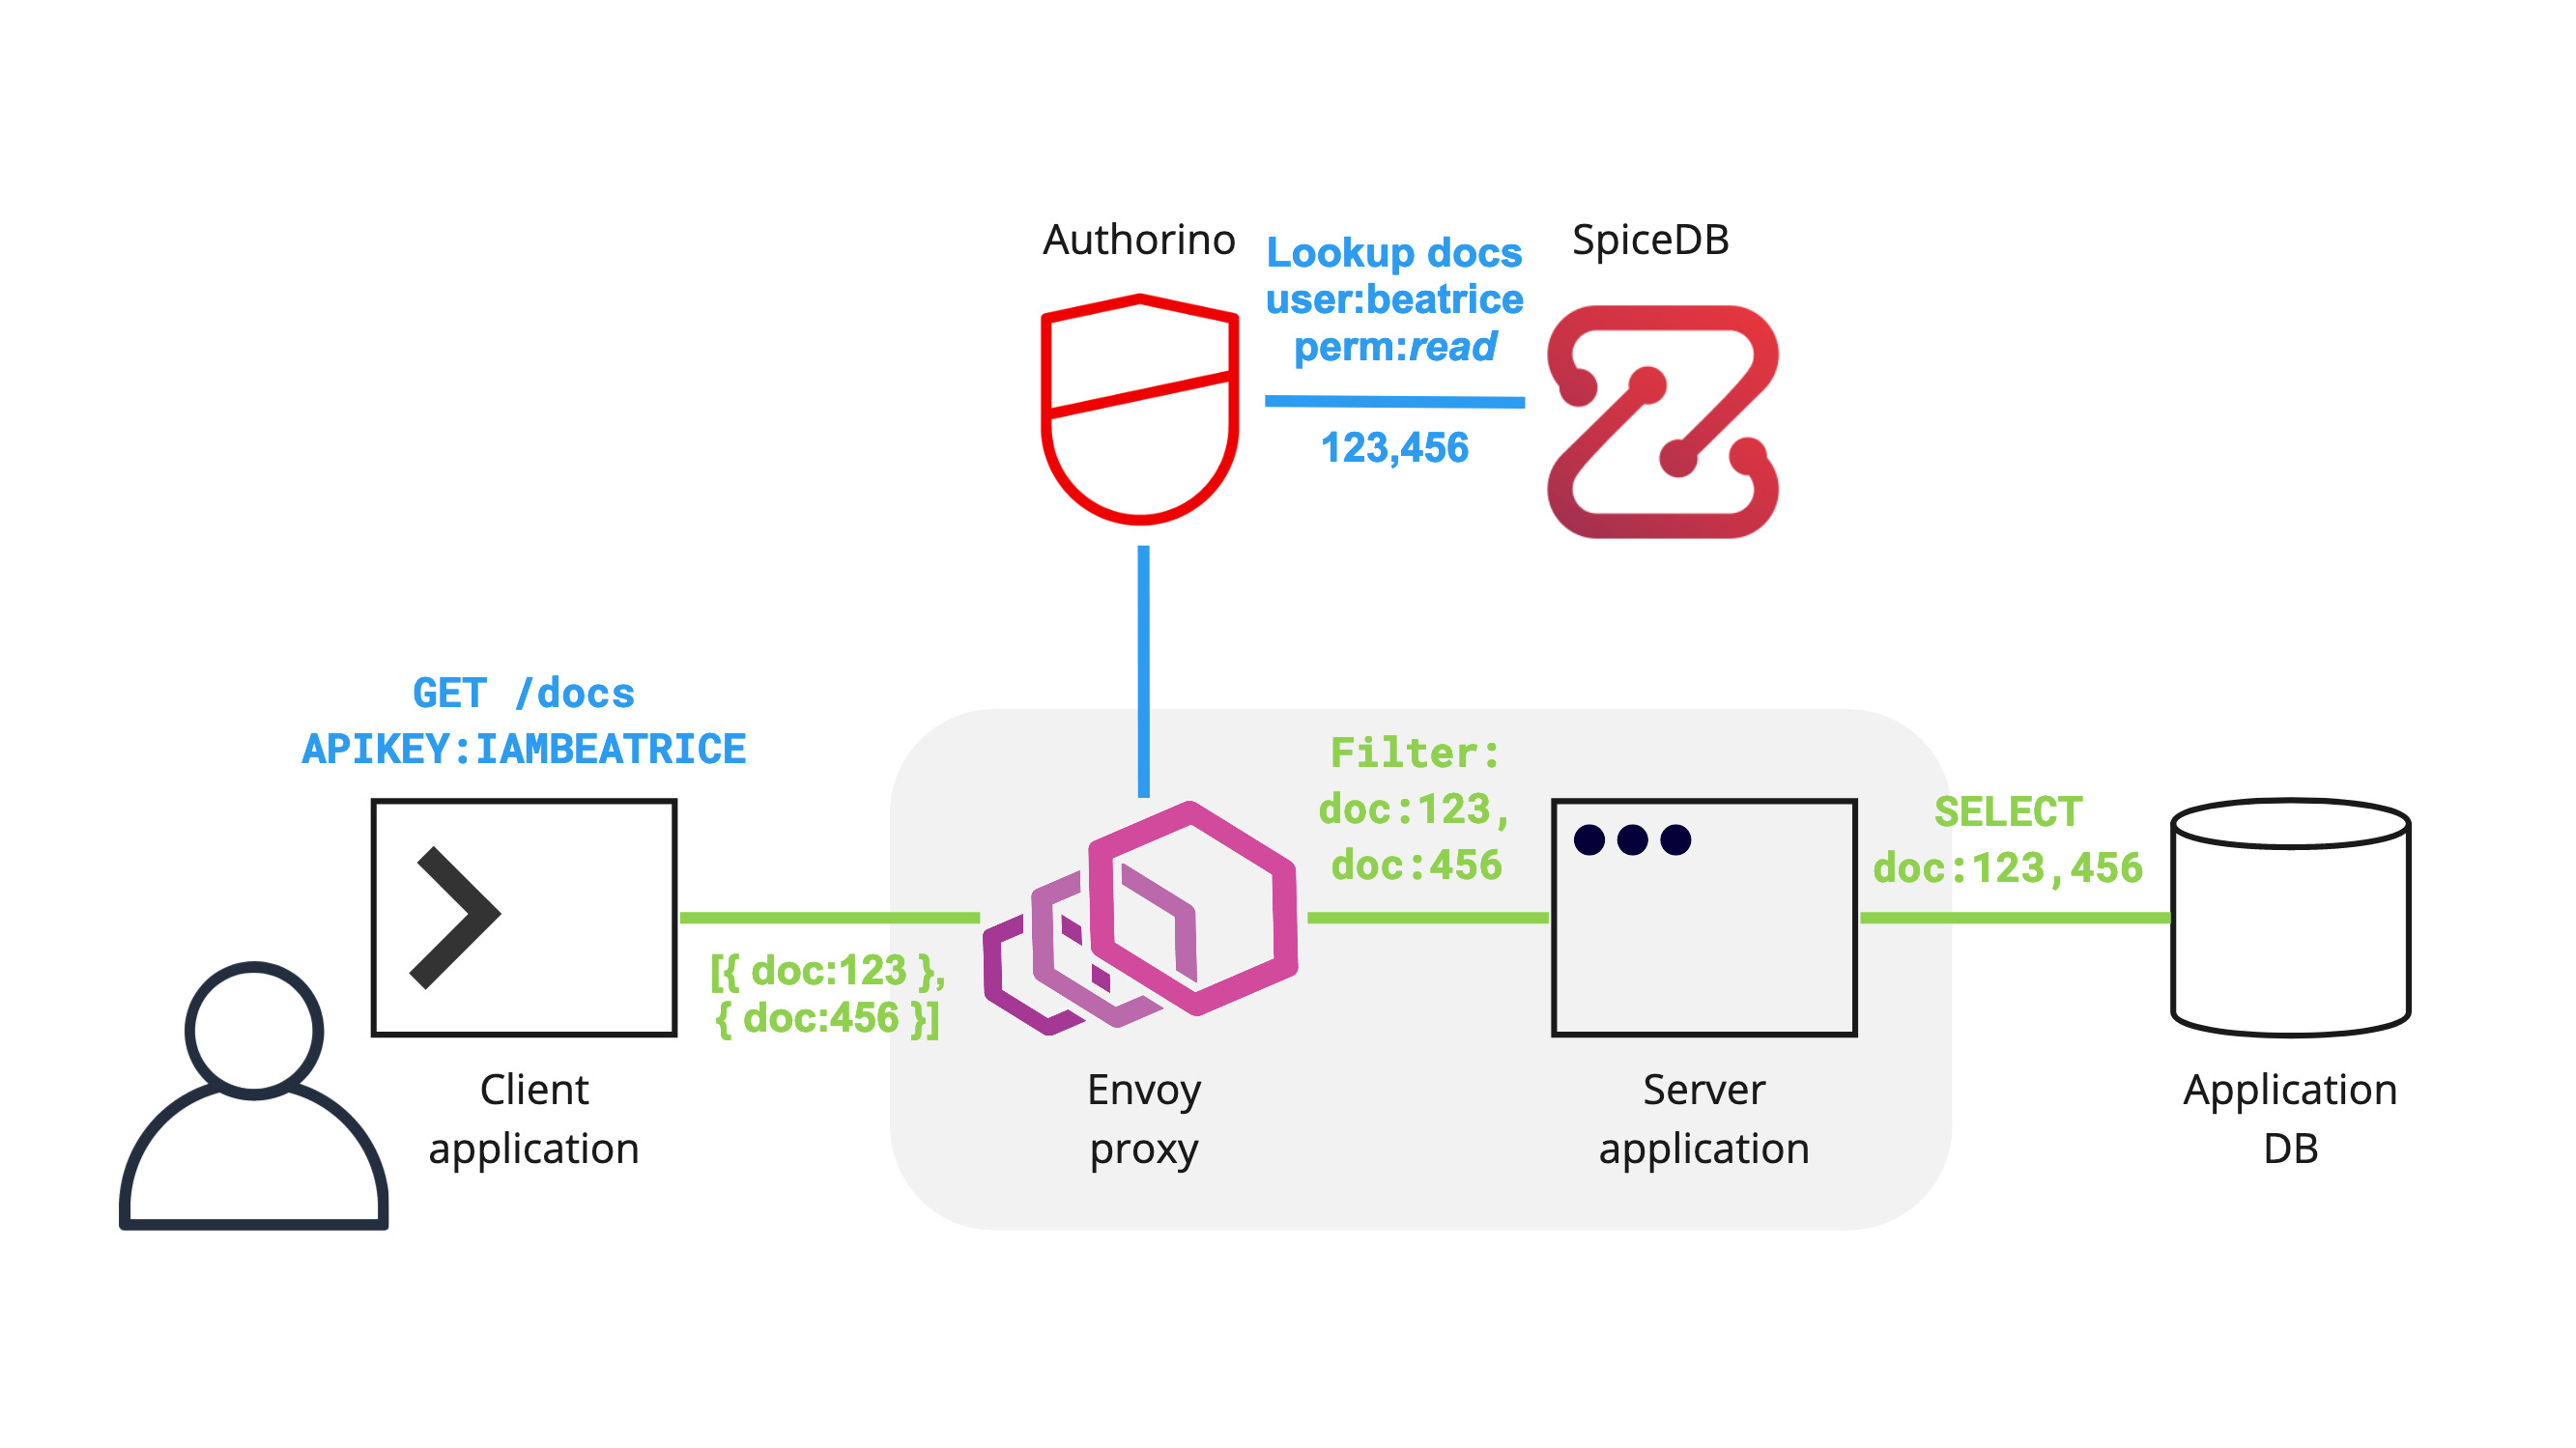 Authorino
Lookup docs
user:beatrice
perm:read
123,456
SpiceDB
GET /docs
APIKEY:IAMBEATRICE
[{ doc:123 },
{ doc:456 }]
Filter:
doc:123,
doc:456
SELECT
doc:123,456
Client
application
Envoy
proxy
Server
application
Application
DB